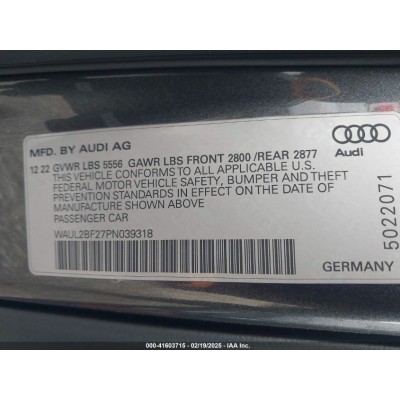 MFD. BY AUDI AG
12 22 GVWR LBS 5556 GAWR LBS FRONT 2800 /REAR 2877
THIS VEHICLE CONFORMS TO ALL APPLICABLE U.S.
FEDERAL MOTOR VEHICLE SAFETY, BUMPER AND THEFT
PREVENTION STANDARDS IN EFFECT ON THE DATE OF
MANUFACTURE SHOWN ABOVE
PASSENGER CAR
WAUL2BF27PN039318
Audi
5022071
GERMANY
000-41603715 - 02/19/2025 - IAA Inc.